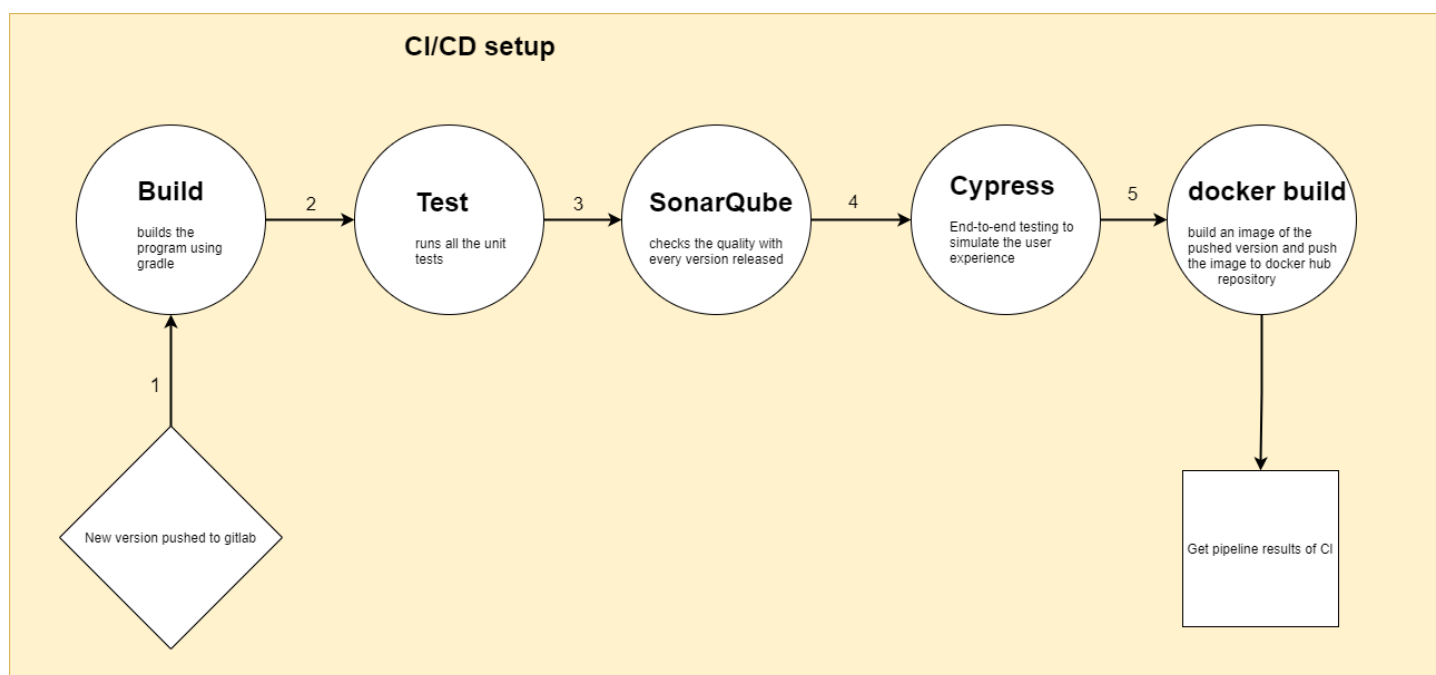 CI/CD setup
Build
builds the
program using
gradle
2
Test
runs all the unit
tests
3
SonarQube
checks the quality with
every version released
4
Cypress
End-to-end testing to
simulate the user
experience
5
docker build
build an image of the
pushed version and push
the image to docker hub
repository
1
New version pushed to gitlab
Get pipeline results of CI